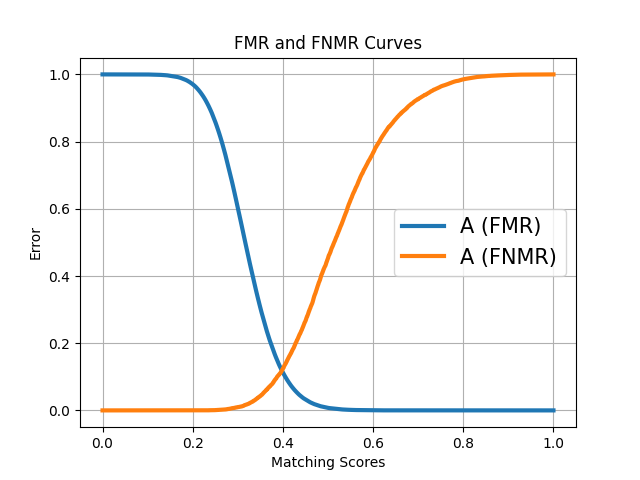 FMR and FNMR Curves
1.0
0.8
0.6
0.4
0.2
0.0
Error
A (FMR)
A (FNMR)
0.0 0.2 0.4 0.6 0.8 1.0
Matching Scores